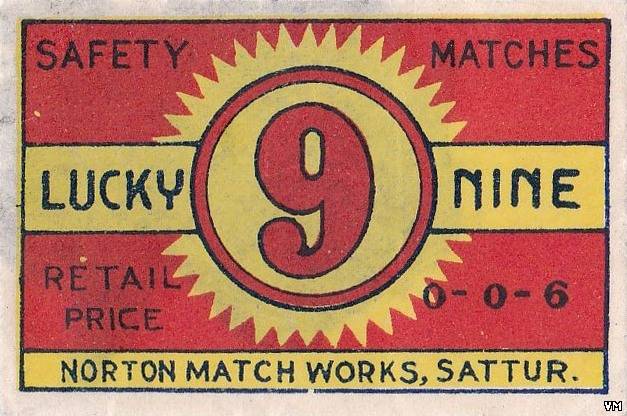 SAFETY MATCHES
LUCKY 9 NINE
RETAIL PRICE 0-0-6
NORTON MATCH WORKS, SATTUR.
VM